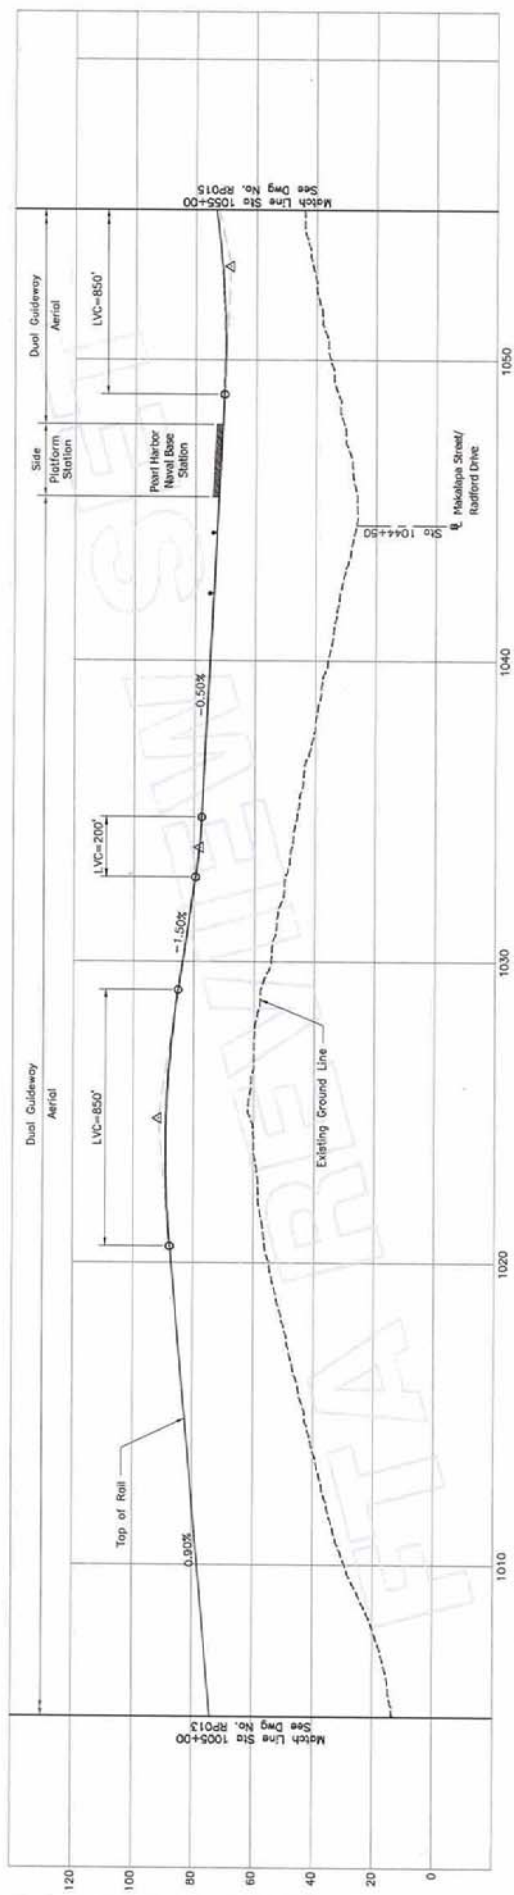 Dual Guideway
Aerial
Side
Platform
Station
Dual Guideway
Aerial
LVC=850'
LVC=200'
LVC=850'
Pearl Harbor
Naval Base
Station
Top of Rail
0.90%
-1.50%
-0.50%
Existing Ground Line
Match Line Sta 1005+00
See Dwg No. RP013
Match Line Sta 1055+00
See Dwg No. RP015
Sta 1044+50
℄ Makalapa Street/
Radford Drive
FTA REVIEW SET
120
100
80
60
40
20
0
1010
1020
1030
1040
1050